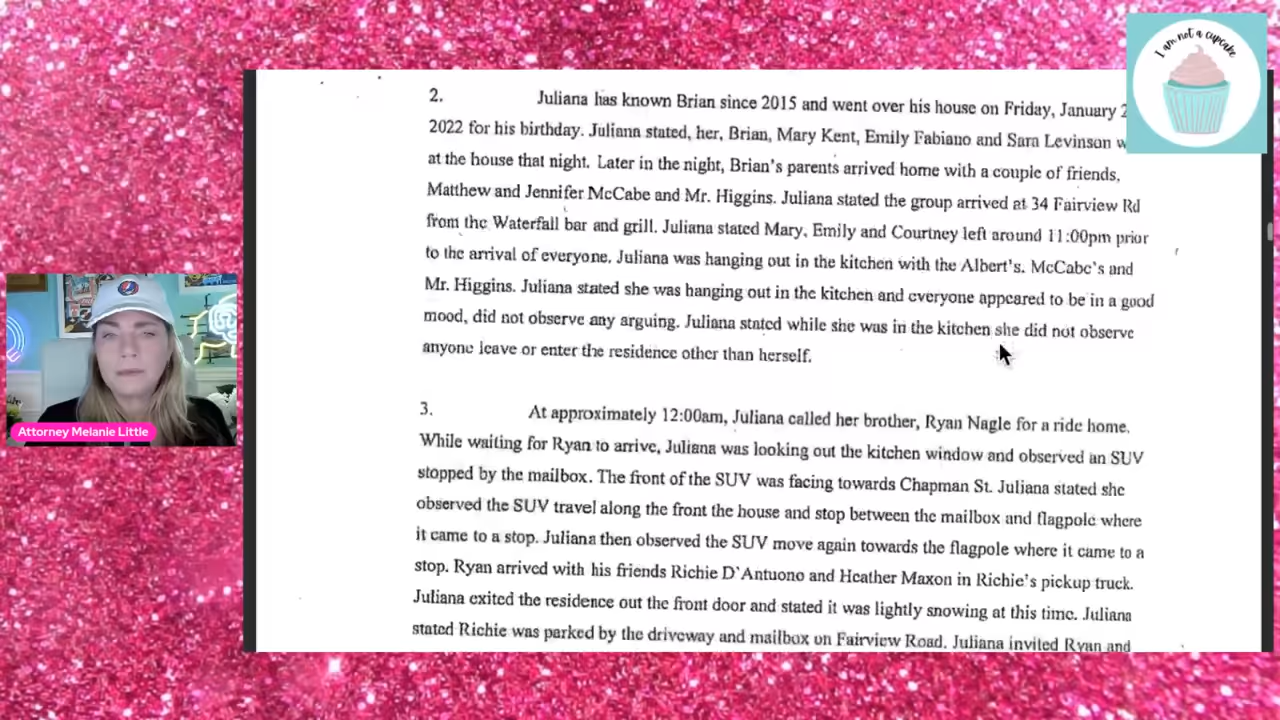 I am not a cupcake
2. Juliana has known Brian since 2015 and went over his house on Friday, January 2
2022 for his birthday. Juliana stated, her, Brian, Mary Kent, Emily Fabiano and Sara Levinson w
at the house that night. Later in the night, Brian's parents arrived home with a couple of friends,
Matthew and Jennifer McCabe and Mr. Higgins. Juliana stated the group arrived at 34 Fairview Rd
from the Waterfall bar and grill. Juliana stated Mary, Emily and Courtney left around 11:00pm prior
to the arrival of everyone. Juliana was hanging out in the kitchen with the Albert's. McCabe's and
Mr. Higgins. Juliana stated she was hanging out in the kitchen and everyone appeared to be in a good
mood, did not observe any arguing. Juliana stated while she was in the kitchen she did not observe
anyone leave or enter the residence other than herself.
3. At approximately 12:00am, Juliana called her brother, Ryan Nagle for a ride home.
While waiting for Ryan to arrive, Juliana was looking out the kitchen window and observed an SUV
stopped by the mailbox. The front of the SUV was facing towards Chapman St. Juliana stated she
observed the SUV travel along the front the house and stop between the mailbox and flagpole where
it came to a stop. Juliana then observed the SUV move again towards the flagpole where it came to a
stop. Ryan arrived with his friends Richie D'Antuono and Heather Maxon in Richie's pickup truck.
Juliana exited the residence out the front door and stated it was lightly snowing at this time. Juliana
stated Richie was parked by the driveway and mailbox on Fairview Road. Juliana invited Ryan and
Attorney Melanie Little